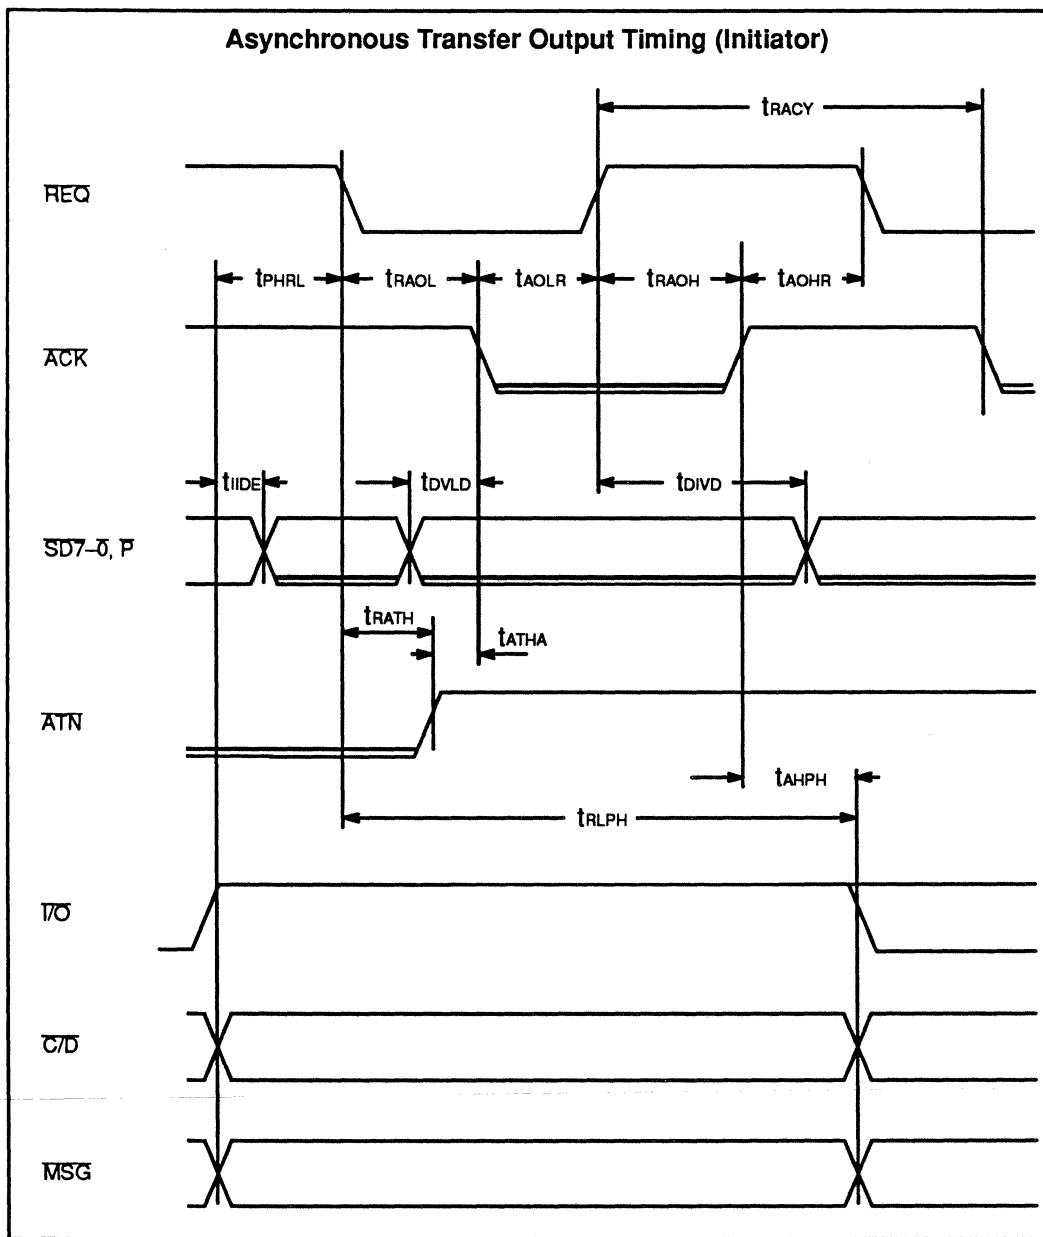 Asynchronous Transfer Output Timing (Initiator)
tRACY
REQ
tPHRL tRAOL tAOLR tRAOH tAOHR
ACK
tIIDE tDVLD tDIVD
SD7–0, P
tRATH
tATHA
ATN
tAHPH
tRLPH
I/O
C/D
MSG